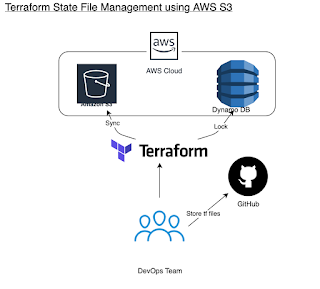 Terraform State File Management using AWS S3
aws
AWS Cloud
Amazon S3
Dynamo DB
Sync
Lock
Terraform
GitHub
Store tf files
DevOps Team